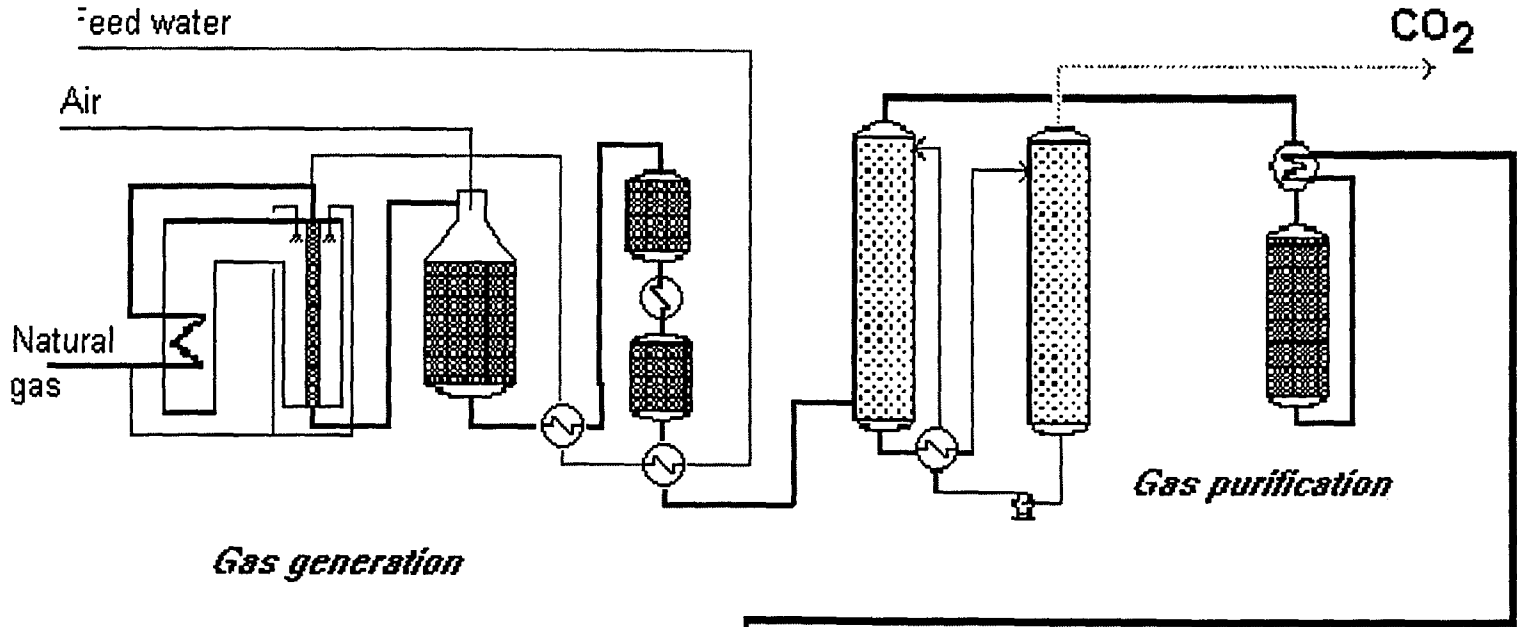 Feed water
CO₂
Air
Natural
gas
Gas purification
Gas generation